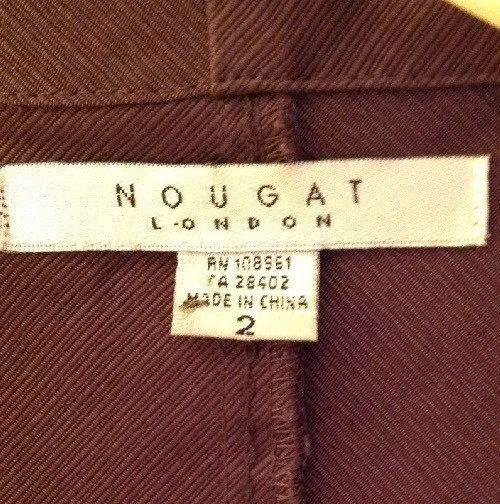 NOUGAT
LONDON
RN 108961
CA 28402
MADE IN CHINA
2